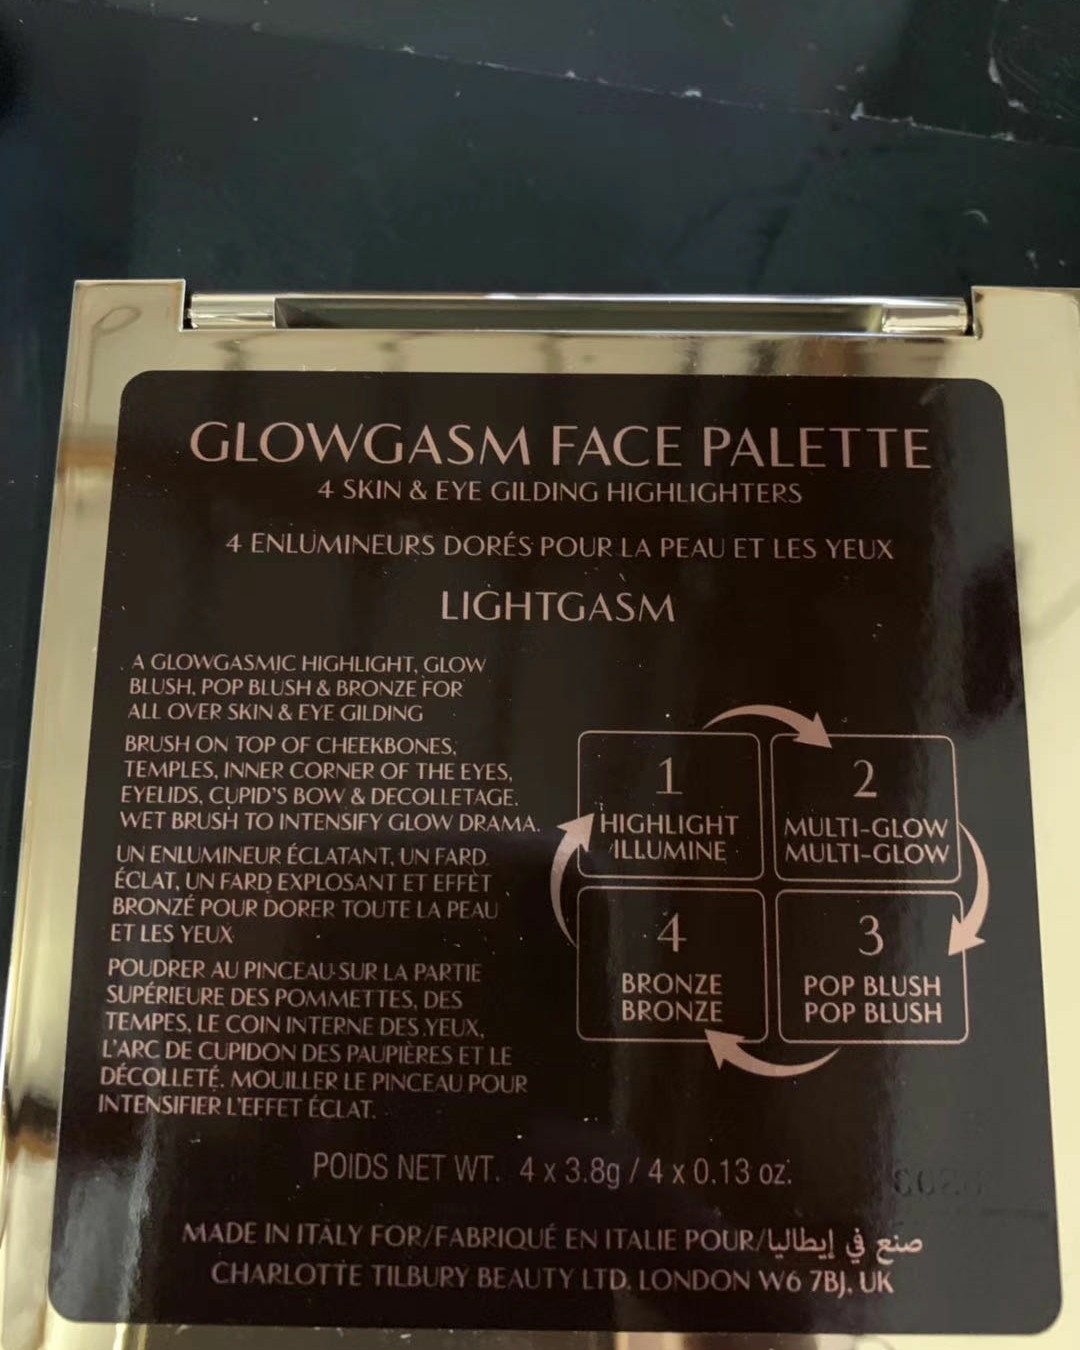 GLOWGASM FACE PALETTE
4 SKIN & EYE GILDING HIGHLIGHTERS
4 ENLUMINEURS DORÉS POUR LA PEAU ET LES YEUX
LIGHTGASM
A GLOWGASMIC HIGHLIGHT, GLOW
BLUSH, POP BLUSH & BRONZE FOR
ALL OVER SKIN & EYE GILDING
BRUSH ON TOP OF CHEEKBONES,
TEMPLES, INNER CORNER OF THE EYES,
EYELIDS, CUPID'S BOW & DECOLLETAGE.
WET BRUSH TO INTENSIFY GLOW DRAMA.
UN ENLUMINEUR ÉCLATANT, UN FARD
ÉCLAT, UN FARD EXPLOSANT ET EFFET
BRONZÉ POUR DORER TOUTE LA PEAU
ET LES YEUX
POUDRER AU PINCEAU SUR LA PARTIE
SUPÉRIEURE DES POMMETTES, DES
TEMPES, LE COIN INTERNE DES YEUX,
L'ARC DE CUPIDON DES PAUPIÈRES ET LE
DÉCOLLETÉ. MOUILLER LE PINCEAU POUR
INTENSIFIER L'EFFET ÉCLAT.
1
HIGHLIGHT
ILLUMINE
2
MULTI-GLOW
MULTI-GLOW
4
BRONZE
BRONZE
3
POP BLUSH
POP BLUSH
POIDS NET WT. 4 x 3.8g / 4 x 0.13 oz.
MADE IN ITALY FOR/FABRIQUÉ EN ITALIE POUR/صنع في إيطاليا
CHARLOTTE TILBURY BEAUTY LTD. LONDON W6 7BJ, UK